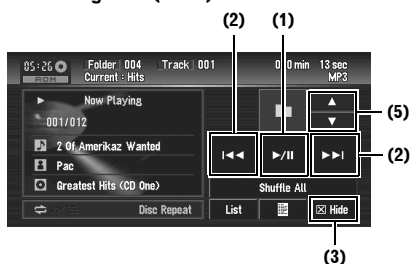 (2) (1)
05:26 Folder 004 Track 001 0:00 min 13 sec
ROM Current : Hits MP3
Now Playing
001/012
(5)
2 Of Amerikaz Wanted
Pac
(2)
Greatest Hits (CD One)
Shuffle All
Disc Repeat List Hide
(3)